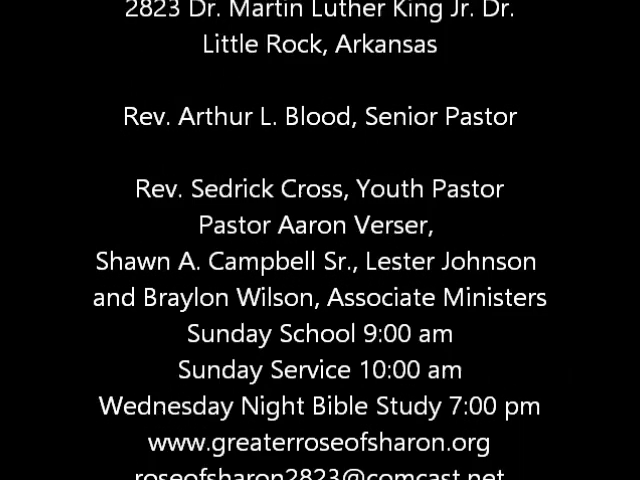 2823 Dr. Martin Luther King Jr. Dr.
Little Rock, Arkansas
Rev. Arthur L. Blood, Senior Pastor
Rev. Sedrick Cross, Youth Pastor
Pastor Aaron Verser,
Shawn A. Campbell Sr., Lester Johnson
and Braylon Wilson, Associate Ministers
Sunday School 9:00 am
Sunday Service 10:00 am
Wednesday Night Bible Study 7:00 pm
www.greaterroseofsharon.org
roseofsharon2823@comcast.net